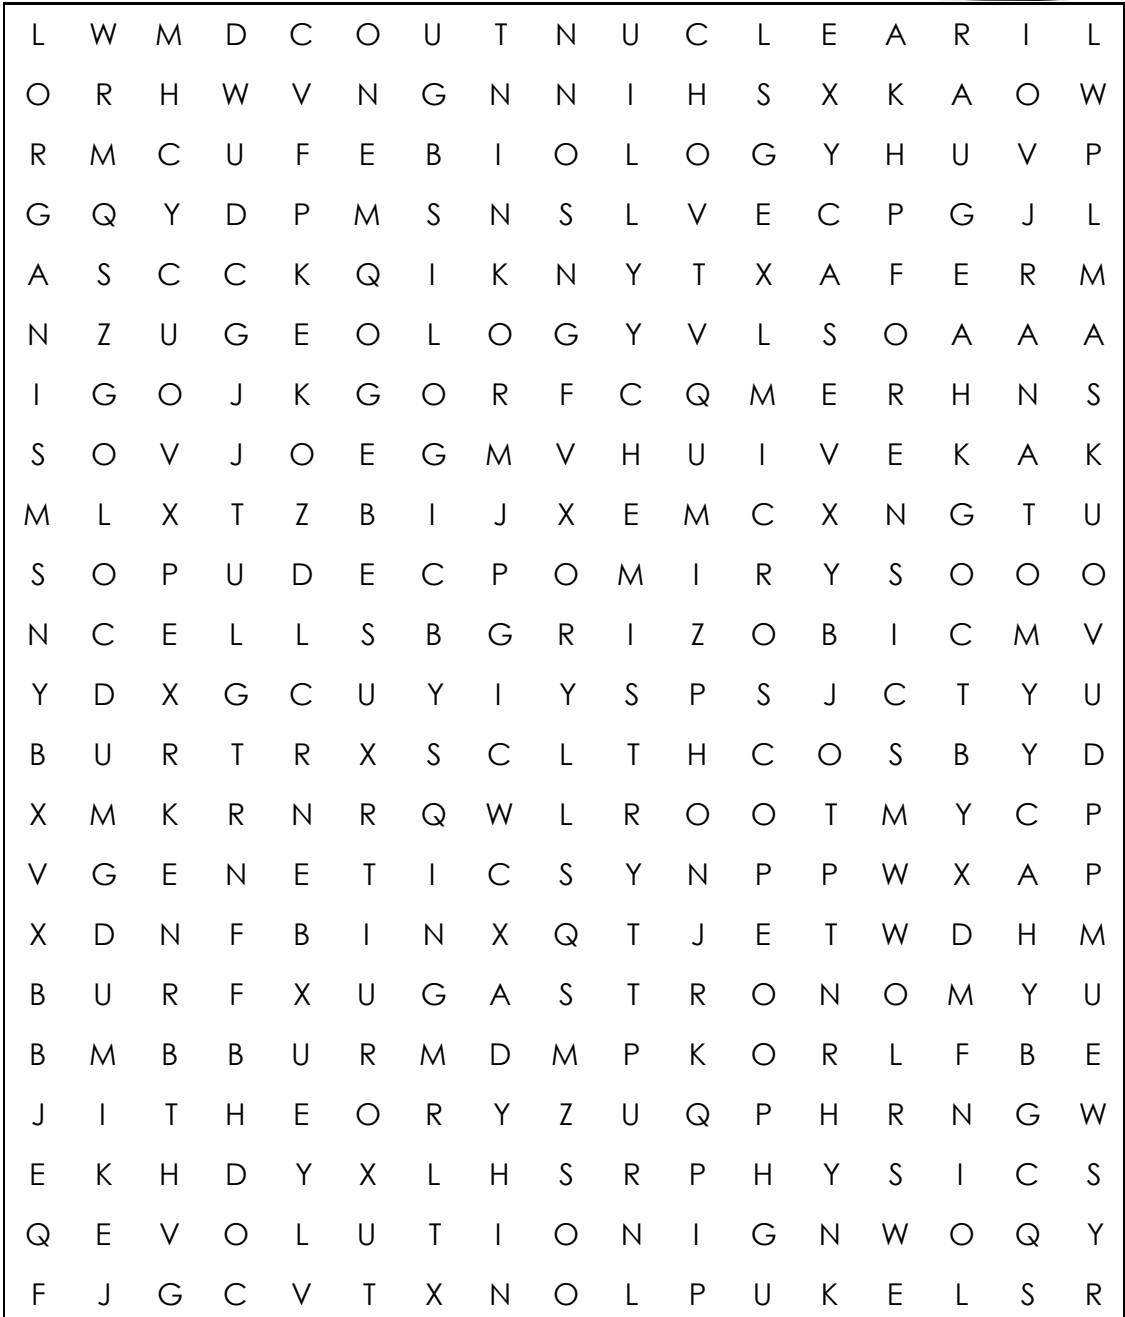 L W M D C O U T N U C L E A R I L
O R H W V N G N N I H S X K A O W
R M C U F E B I O L O G Y H U V P
G Q Y D P M S N S L V E C P G J L
A S C C K Q I K N Y T X A F E R M
N Z U G E O L O G Y V L S O A A A
I G O J K G O R F C Q M E R H N S
S O V J O E G M V H U I V E K A K
M L X T Z B I J X E M C X N G T U
S O P U D E C P O M I R Y S O O O
N C E L L S B G R I Z O B I C M V
Y D X G C U Y I Y S P S J C T Y U
B U R T R X S C L T H C O S B Y D
X M K R N R Q W L R O O T M Y C P
V G E N E T I C S Y N P P W X A P
X D N F B I N X Q T J E T W D H M
B U R F X U G A S T R O N O M Y U
B M B B U R M D M P K O R L F B E
J I T H E O R Y Z U Q P H R N G W
E K H D Y X L H S R P H Y S I C S
Q E V O L U T I O N I G N W O Q Y
F J G C V T X N O L P U K E L S R